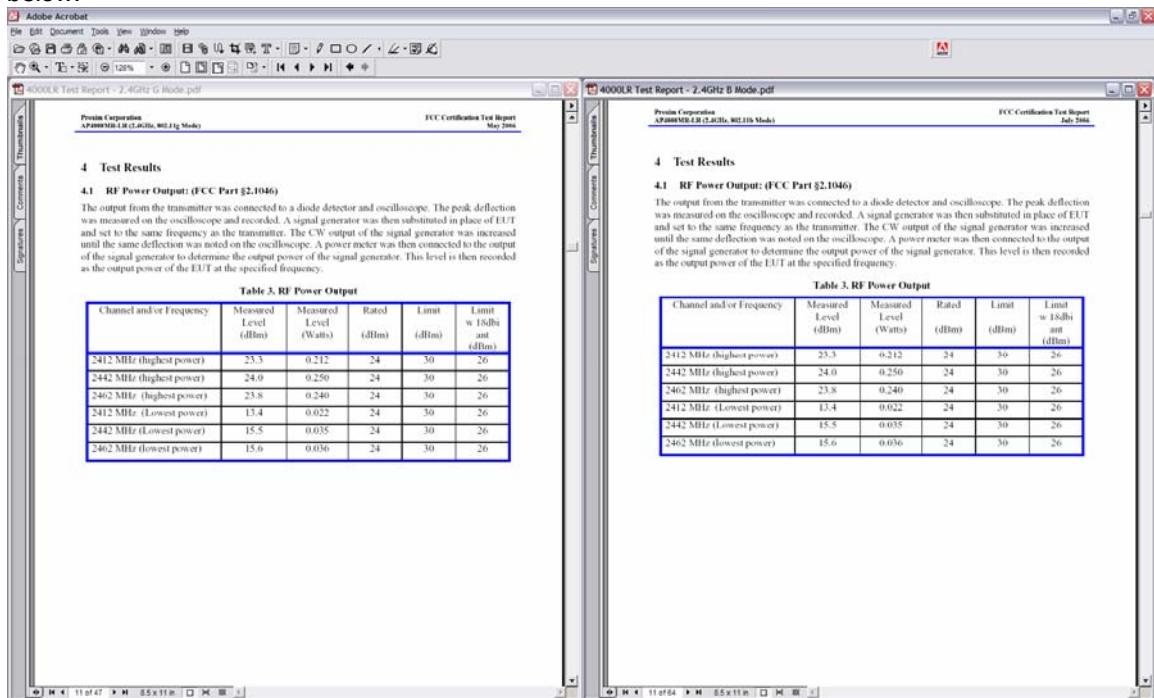 below.
Adobe Acrobat
File Edit Document Tools View Window Help
128%
4000LR Test Report - 2.4GHz G Mode.pdf
Thumbnails
Comments
Signatures
Proxim Corporation FCC Certification Test Report
AP4000MR-LR (2.4GHz, 802.11g Mode) May 2006
4 Test Results
4.1 RF Power Output: (FCC Part §2.1046)
The output from the transmitter was connected to a diode detector and oscilloscope. The peak deflection
was measured on the oscilloscope and recorded. A signal generator was then substituted in place of EUT
and set to the same frequency as the transmitter. The CW output of the signal generator was increased
until the same deflection was noted on the oscilloscope. A power meter was then connected to the output
of the signal generator to determine the output power of the signal generator. This level is then recorded
as the output power of the EUT at the specified frequency.
Table 3. RF Power Output
Channel and/or Frequency Measured Level (dBm) Measured Level (Watts) Rated (dBm) Limit (dBm) Limit w 18dbi ant (dBm)
2412 MHz (highest power) 23.3 0.212 24 30 26
2442 MHz (highest power) 24.0 0.250 24 30 26
2462 MHz (highest power) 23.8 0.240 24 30 26
2412 MHz (Lowest power) 13.4 0.022 24 30 26
2442 MHz (Lowest power) 15.5 0.035 24 30 26
2462 MHz (lowest power) 15.6 0.036 24 30 26
11 of 47 8.5 x 11 in
4000LR Test Report - 2.4GHz B Mode.pdf
Thumbnails
Comments
Signatures
Proxim Corporation FCC Certification Test Report
AP4000MR-LR (2.4GHz, 802.11b Mode) July 2006
4 Test Results
4.1 RF Power Output: (FCC Part §2.1046)
The output from the transmitter was connected to a diode detector and oscilloscope. The peak deflection
was measured on the oscilloscope and recorded. A signal generator was then substituted in place of EUT
and set to the same frequency as the transmitter. The CW output of the signal generator was increased
until the same deflection was noted on the oscilloscope. A power meter was then connected to the output
of the signal generator to determine the output power of the signal generator. This level is then recorded
as the output power of the EUT at the specified frequency.
Table 3. RF Power Output
Channel and/or Frequency Measured Level (dBm) Measured Level (Watts) Rated (dBm) Limit (dBm) Limit w 18dbi ant (dBm)
2412 MHz (highest power) 23.3 0.212 24 30 26
2442 MHz (highest power) 24.0 0.250 24 30 26
2462 MHz (highest power) 23.8 0.240 24 30 26
2412 MHz (Lowest power) 13.4 0.022 24 30 26
2442 MHz (Lowest power) 15.5 0.035 24 30 26
2462 MHz (lowest power) 15.6 0.036 24 30 26
11 of 64 8.5 x 11 in